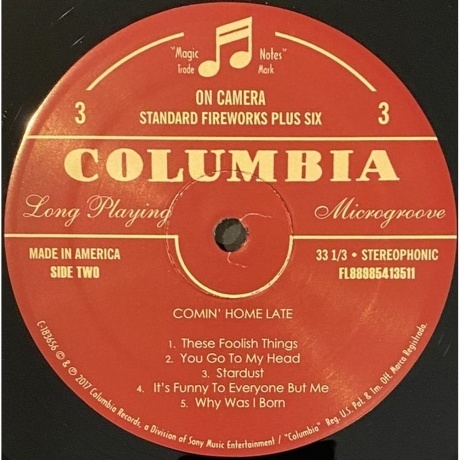 "Magic Notes"
Trade Mark
ON CAMERA
3 STANDARD FIREWORKS PLUS SIX 3
COLUMBIA
Long Playing Microgroove
MADE IN AMERICA 33 1/3 • STEREOPHONIC
SIDE TWO FL88985413511
COMIN' HOME LATE
1. These Foolish Things
2. You Go To My Head
3. Stardust
4. It's Funny To Everyone But Me
5. Why Was I Born
C-183656 © & ℗ 2017 Columbia Records, a Division of Sony Music Entertainment / "Columbia" Reg. U.S. Pat. & Tm. Off. Marca Registrada.